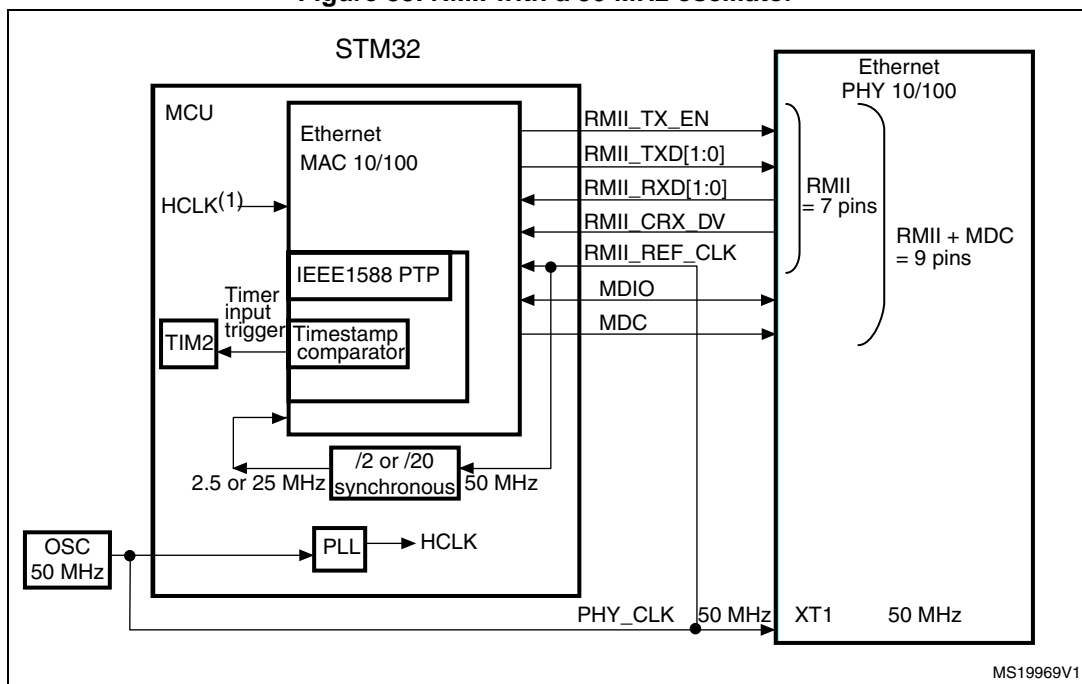 STM32
MCU
Ethernet
MAC 10/100
HCLK(1)
IEEE1588 PTP
Timer
input
trigger
TIM2
Timestamp
comparator
/2 or /20
synchronous
2.5 or 25 MHz
50 MHz
OSC
50 MHz
PLL
HCLK
RMII_TX_EN
RMII_TXD[1:0]
RMII_RXD[1:0]
RMII_CRX_DV
RMII_REF_CLK
MDIO
MDC
PHY_CLK
50 MHz
Ethernet
PHY 10/100
RMII
= 7 pins
RMII + MDC
= 9 pins
XT1
50 MHz
MS19969V1